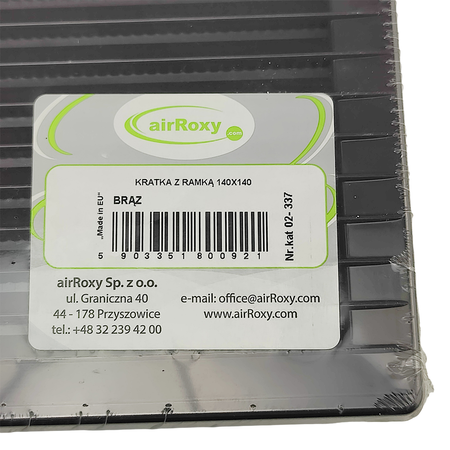 airRoxy.com
KRATKA Z RAMKĄ 140X140
BRĄZ
„Made in EU"
5 903351 800921
Nr.kat 02- 337
airRoxy Sp. z o.o.
ul. Graniczna 40
44 - 178 Przyszowice
tel.: +48 32 239 42 00
e-mail: office@airRoxy.com
www.airRoxy.com